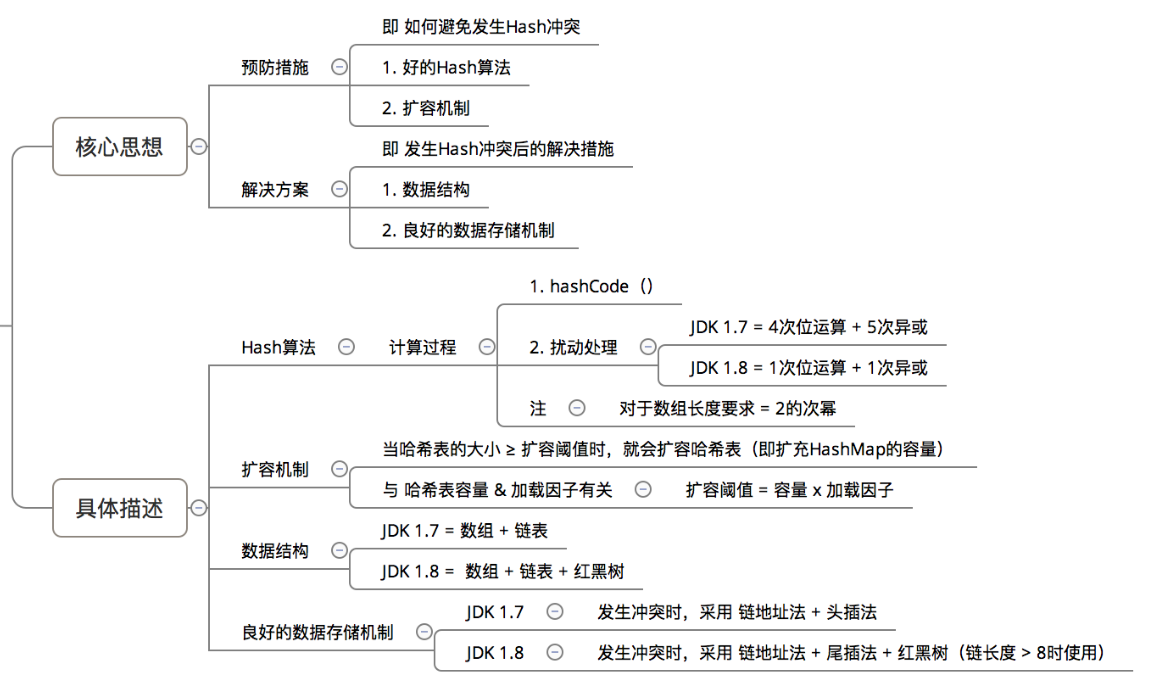 核心思想
预防措施
即 如何避免发生Hash冲突
1. 好的Hash算法
2. 扩容机制
解决方案
即 发生Hash冲突后的解决措施
1. 数据结构
2. 良好的数据存储机制
具体描述
Hash算法
计算过程
1. hashCode（）
2. 扰动处理
JDK 1.7 = 4次位运算 + 5次异或
JDK 1.8 = 1次位运算 + 1次异或
注
对于数组长度要求 = 2的次幂
扩容机制
当哈希表的大小 ≥ 扩容阈值时，就会扩容哈希表（即扩充HashMap的容量）
与 哈希表容量 & 加载因子有关
扩容阈值 = 容量 x 加载因子
数据结构
JDK 1.7 = 数组 + 链表
JDK 1.8 = 数组 + 链表 + 红黑树
良好的数据存储机制
JDK 1.7
发生冲突时，采用 链地址法 + 头插法
JDK 1.8
发生冲突时，采用 链地址法 + 尾插法 + 红黑树（链长度 > 8时使用）